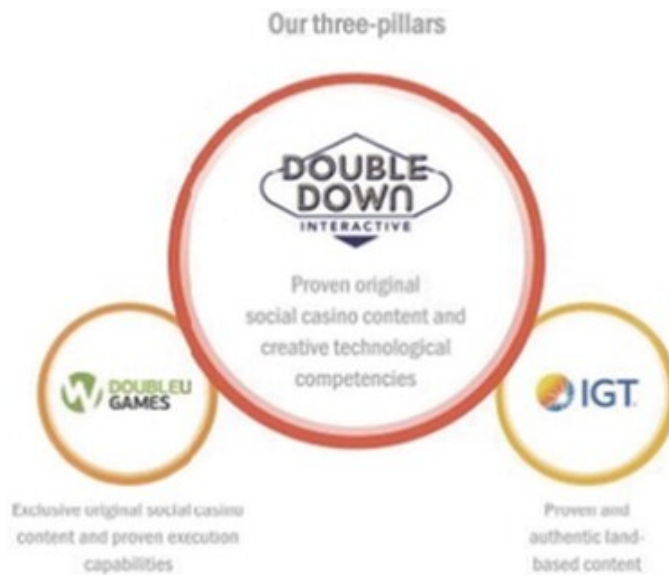 Our three-pillars
DOUBLE
DOWN
INTERACTIVE
Proven original
social casino content and
creative technological
competencies
W DOUBLEU
GAMES
IGT
Exclusive original social casino
content and proven execution
capabilities
Proven and
authentic land-
based content